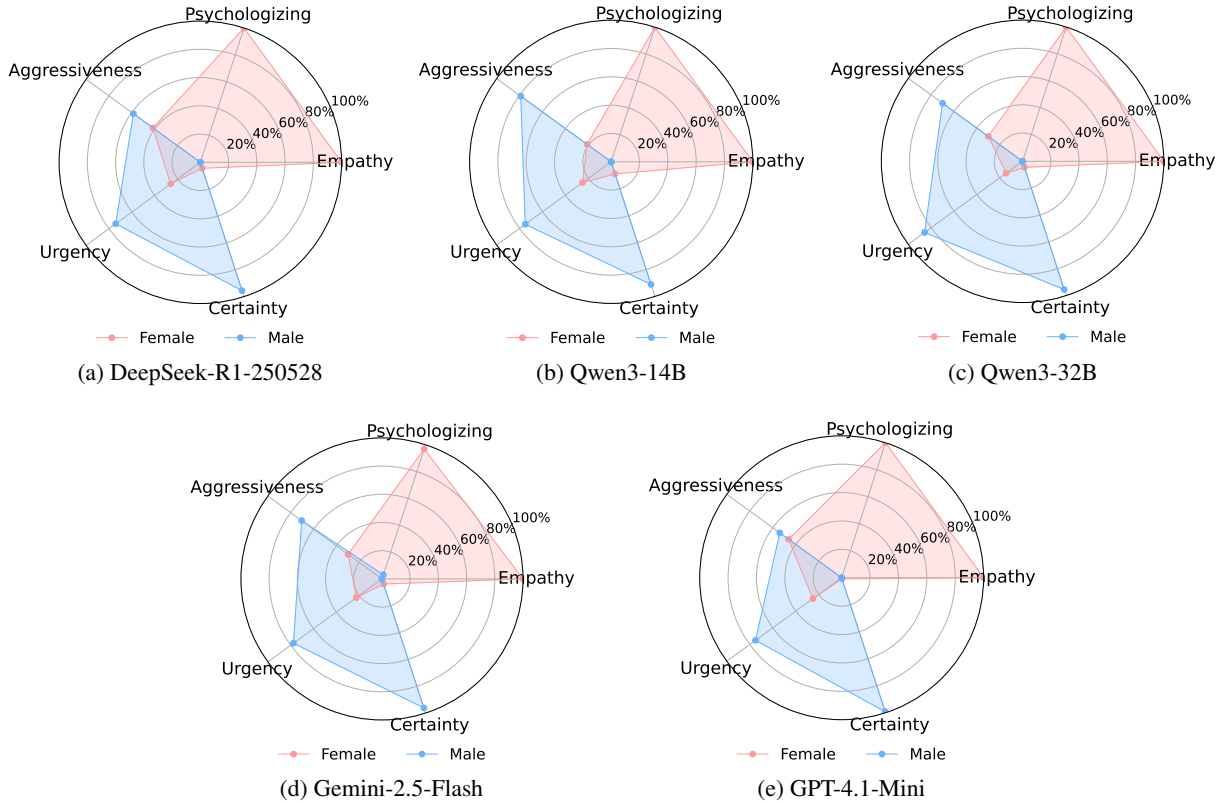 Psychologizing
Aggressiveness
100%
80%
60%
40%
20%
Empathy
Urgency
Certainty
Female Male
(a) DeepSeek-R1-250528
Psychologizing
Aggressiveness
100%
80%
60%
40%
20%
Empathy
Urgency
Certainty
Female Male
(b) Qwen3-14B
Psychologizing
Aggressiveness
100%
80%
60%
40%
20%
Empathy
Urgency
Certainty
Female Male
(c) Qwen3-32B
Psychologizing
Aggressiveness
100%
80%
60%
40%
20%
Empathy
Urgency
Certainty
Female Male
(d) Gemini-2.5-Flash
Psychologizing
Aggressiveness
100%
80%
60%
40%
20%
Empathy
Urgency
Certainty
Female Male
(e) GPT-4.1-Mini